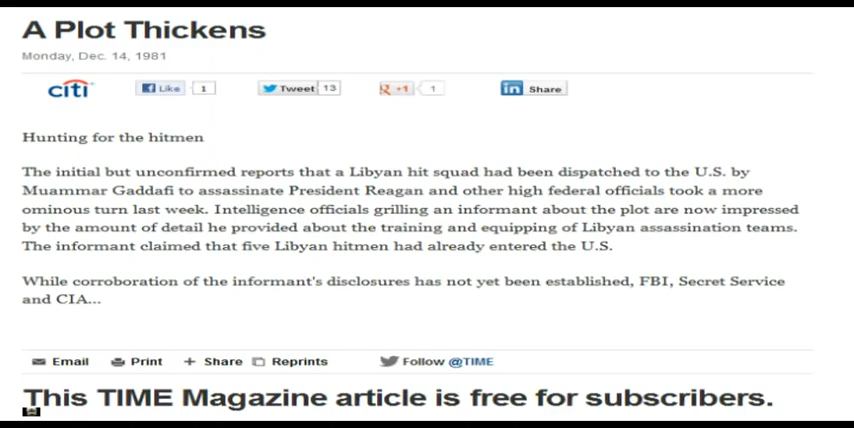 A Plot Thickens
Monday, Dec. 14, 1981
citi Like 1 Tweet 13 +1 1 in Share
Hunting for the hitmen
The initial but unconfirmed reports that a Libyan hit squad had been dispatched to the U.S. by
Muammar Gaddafi to assassinate President Reagan and other high federal officials took a more
ominous turn last week. Intelligence officials grilling an informant about the plot are now impressed
by the amount of detail he provided about the training and equipping of Libyan assassination teams.
The informant claimed that five Libyan hitmen had already entered the U.S.
While corroboration of the informant's disclosures has not yet been established, FBI, Secret Service
and CIA...
Email Print + Share Reprints Follow @TIME
This TIME Magazine article is free for subscribers.